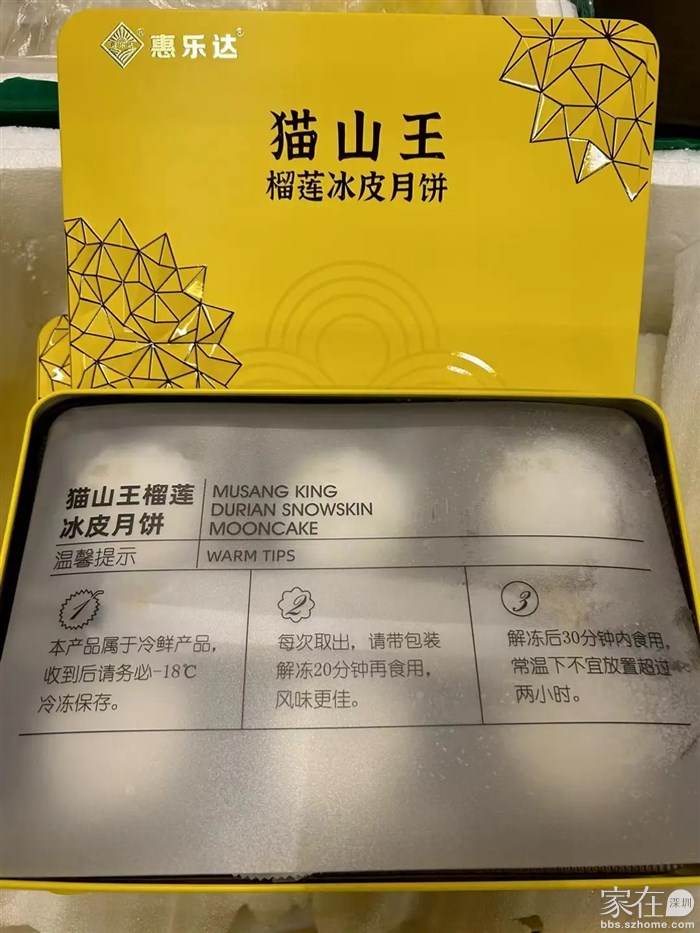 惠乐达
猫山王
榴莲冰皮月饼
猫山王榴莲
冰皮月饼
MUSANG KING
DURIAN SNOWSKIN
MOONCAKE
温馨提示
WARM TIPS
1
本产品属于冷鲜产品，
收到后请务必-18℃
冷冻保存。
2
每次取出，请带包装
解冻20分钟再食用，
风味更佳。
3
解冻后30分钟内食用，
常温下不宜放置超过
两小时。
家在深圳
bbs.szhome.com